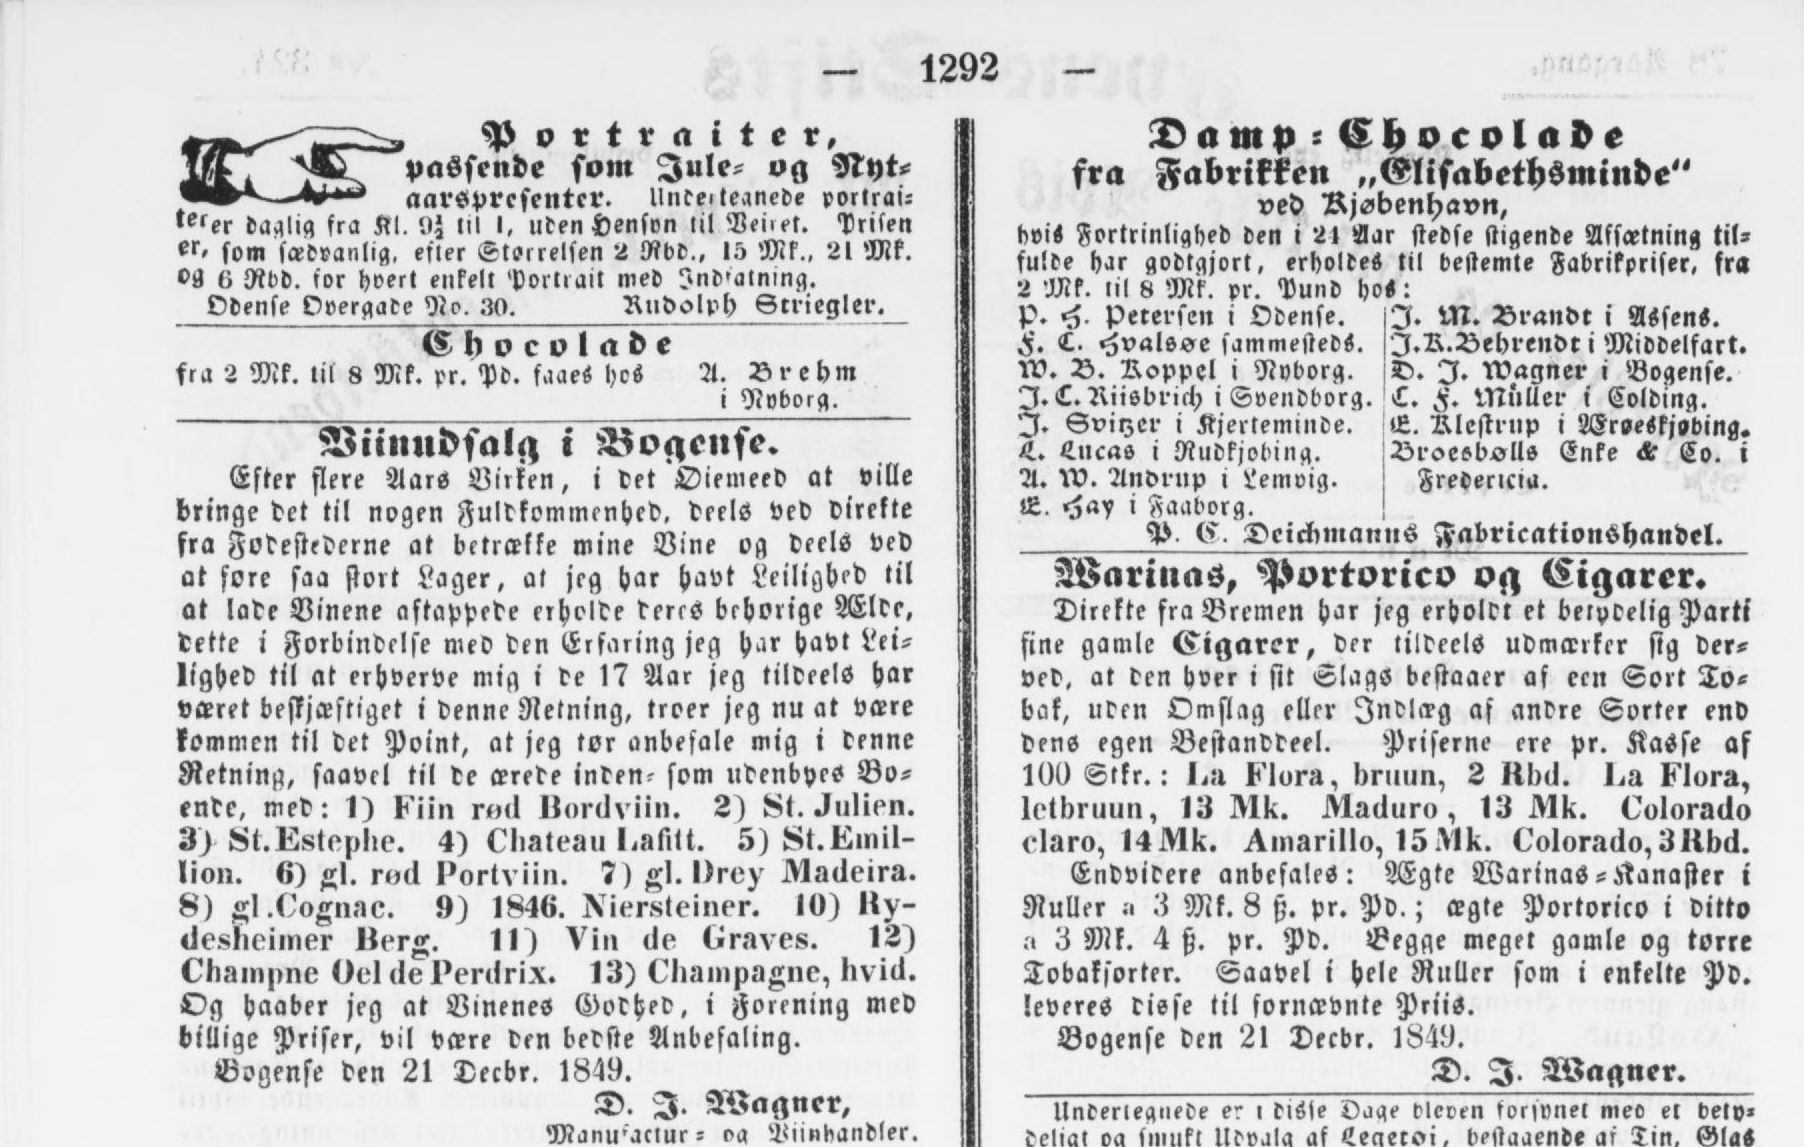 — 1292 —
Portraiter,
passende som Jule- og Nyt-
aarspresenter. Undertegnede portrai-
terer daglig fra Kl. 9½ til 1, uden Hensyn til Veiret. Prisen
er, som sædvanlig, efter Størrelsen 2 Rbd., 15 Mk., 21 Mk.
og 6 Rbd. for hvert enkelt Portrait med Indfatning.
Odense Overgade No. 30. Rudolph Striegler.
Chocolade
fra 2 Mk. til 8 Mk. pr. Pd. faaes hos A. Brehm
i Nyborg.
Viinudsalg i Bogense.
Efter flere Aars Virken, i det Øiemeed at ville
bringe det til nogen Fuldkommenhed, deels ved direkte
fra Fødestederne at betrække mine Vine og deels ved
at føre saa stort Lager, at jeg har havt Leilighed til
at lade Vinene aftappede erholde deres behørige Ælde,
dette i Forbindelse med den Erfaring jeg har havt Lei-
lighed til at erhverve mig i de 17 Aar jeg tildeels har
været beskjæftiget i denne Retning, troer jeg nu at være
kommen til det Point, at jeg tør anbefale mig i denne
Retning, saavel til de ærede inden- som udenbyes Bo-
ende, med: 1) Fiin rød Bordviin. 2) St. Julien.
3) St. Estephe. 4) Chateau Lafitt. 5) St. Emil-
lion. 6) gl. rød Portviin. 7) gl. Drey Madeira.
8) gl. Cognac. 9) 1846. Niersteiner. 10) Ry-
desheimer Berg. 11) Vin de Graves. 12)
Champne Oel de Perdrix. 13) Champagne, hvid.
Og haaber jeg at Vinenes Godhed, i Forening med
billige Priser, vil være den bedste Anbefaling.
Bogense den 21 Decbr. 1849.
D. J. Wagner,
Manufactur- og Viinhandler.
Damp-Chocolade
fra Fabrikken „Elisabethsminde“
ved Kjøbenhavn,
hvis Fortrinlighed den i 24 Aar stedse stigende Afsætning til-
fulde har godtgjort, erholdes til bestemte Fabrikpriser, fra
2 Mk. til 8 Mk. pr. Pund hos:
P. H. Petersen i Odense.
F. C. Hvalsøe sammesteds.
W. B. Koppel i Nyborg.
J. C. Riisbrich i Svendborg.
J. Svitzer i Kjerteminde.
L. Lucas i Rudkjobing.
A. W. Andrup i Lemvig.
E. Hay i Faaborg.
J. M. Brandt i Assens.
J. K. Behrendt i Middelfart.
D. J. Wagner i Bogense.
C. F. Müller i Colding.
E. Klestrup i Ærøeskjøbing.
Broesbølls Enke & Co. i
Fredericia.
P. C. Deichmanns Fabricationshandel.
Warinas, Portorico og Cigarer.
Direkte fra Bremen har jeg erholdt et betydelig Parti
fine gamle Cigarer, der tildeels udmærker sig der-
ved, at den hver i sit Slags bestaaer af een Sort To-
bak, uden Omslag eller Indlæg af andre Sorter end
dens egen Bestanddeel. Priserne ere pr. Kasse af
100 Stkr.: La Flora, bruun, 2 Rbd. La Flora,
letbruun, 13 Mk. Maduro, 13 Mk. Colorado
claro, 14 Mk. Amarillo, 15 Mk. Colorado, 3 Rbd.
Endvidere anbefales: Ægte Warinas-Kanaster i
Ruller a 3 Mk. 8 ß. pr. Pd.; ægte Portorico i ditto
a 3 Mk. 4 ß. pr. Pd. Begge meget gamle og tørre
Tobaksorter. Saavel i hele Ruller som i enkelte Pd.
leveres disse til fornævnte Priis.
Bogense den 21 Decbr. 1849.
D. J. Wagner.
Undertegnede er i disse Dage bleven forsynet med et bety-
deligt og smukt Udvalg af Legetøi, bestaaende af Tin, Glas